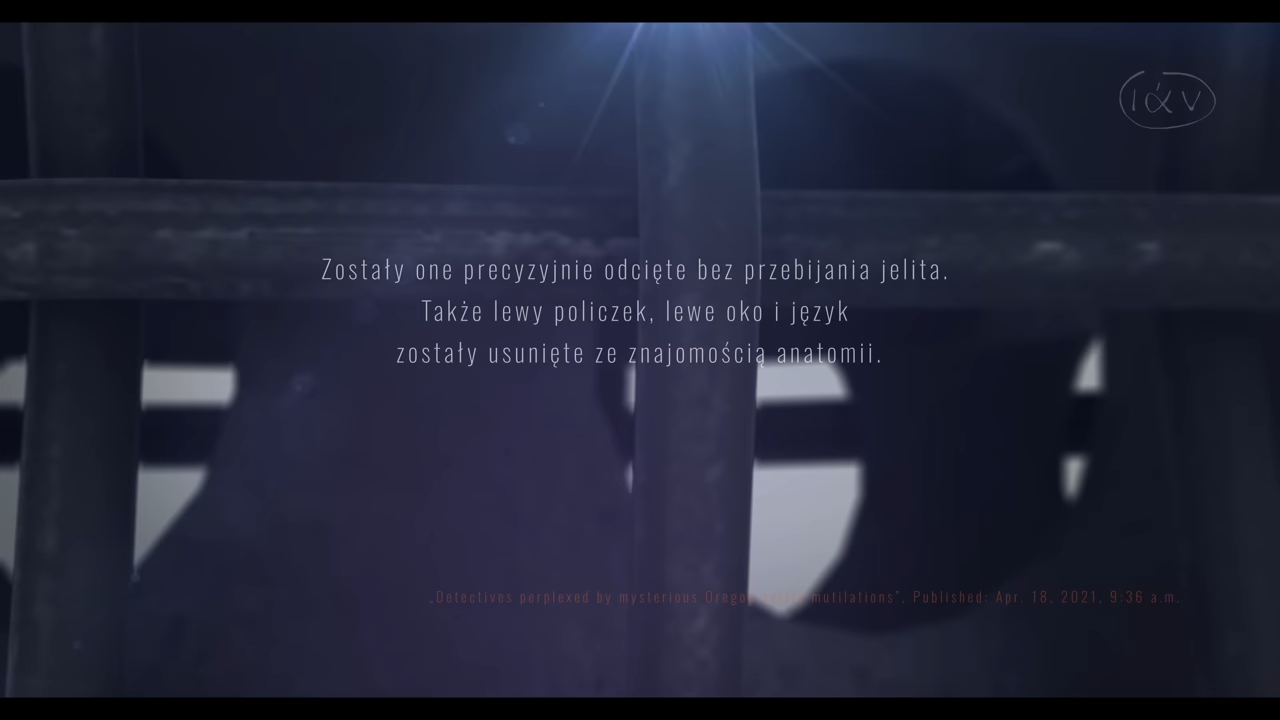 IαV
Zostały one precyzyjnie odcięte bez przebijania jelita.
Także lewy policzek, lewe oko i język
zostały usunięte ze znajomością anatomii.
„Detectives perplexed by mysterious Oregon cattle mutilations", Published: Apr. 18, 2021, 9:36 a.m.